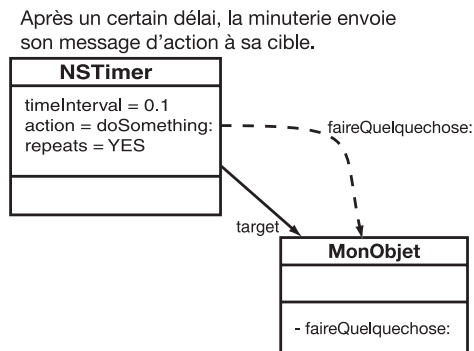 Après un certain délai, la minuterie envoie
son message d’action à sa cible.
NSTimer
timeInterval = 0.1
action = doSomething:
repeats = YES
faireQuelquechose:
target
MonObjet
- faireQuelquechose: